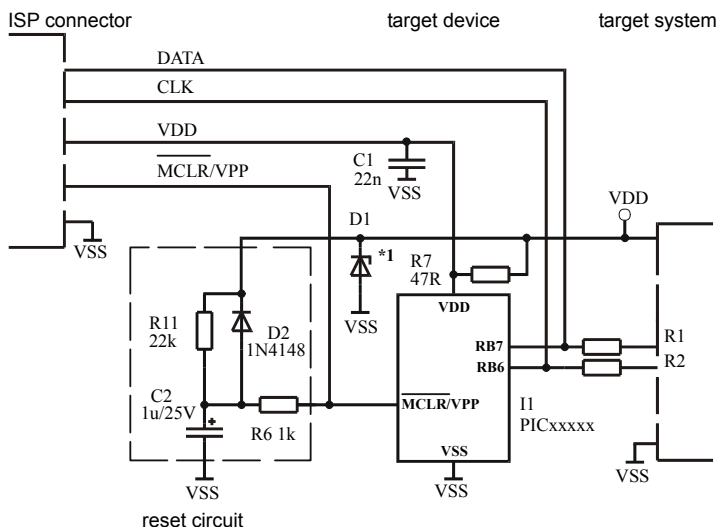 ISP connector
target device
target system
DATA
CLK
VDD
MCLR/VPP
VSS
C1
22n
VSS
VDD
D1
*1
R7
47R
VSS
R11
22k
D2
1N4148
C2
1u/25V
+
R6 1k
VSS
reset circuit
VDD
RB7
RB6
MCLR/VPP
VSS
VSS
I1
PICxxxxx
R1
R2
VSS